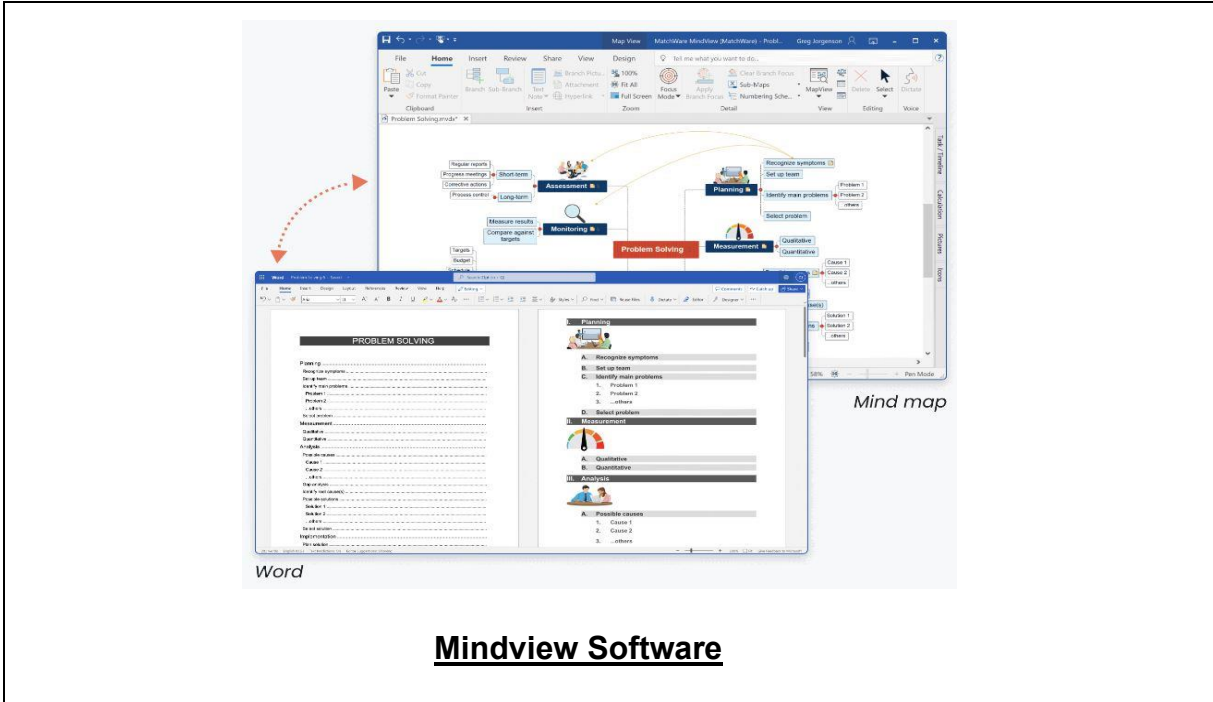 Map View
MatchWare MindView (MatchWare) - Probl...
Greg Jorgenson
File Home Insert Review Share View Design Tell me what you want to do...
Paste
Cut
Copy
Format Painter
Clipboard
Branch Sub-Branch
Text Note
Branch Pictu...
Attachment
Hyperlink
Insert
100%
Fit All
Full Screen
Zoom
Focus Mode
Apply Branch Focus
Clear Branch Focus
Sub-Maps
Numbering Sche...
Detail
MapView
View
Delete
Select
Editing
Dictate
Voice
Problem Solving.mvdx*
Task / Timeline
Calculation
Pictures
Icons
Regular reports
Progress meetings
Corrective actions
Process control
Short-term
Long-term
Assessment
Measure results
Compare against targets
Monitoring
Targets
Budget
Schedule
Problem Solving
Planning
Recognize symptoms
Set up team
Identify main problems
Problem 1
Problem 2
...others
Select problem
Measurement
Qualitative
Quantitative
Cause 1
Cause 2
...others
Solution 1
Solution 2
...others
58%
Pen Mode
Mind map
Word
Home
Editing
PROBLEM SOLVING
Planning
Recognize symptoms
Set up team
Identify main problems
Problem 1
Problem 2
...others
Select problem
Measurement
Qualitative
Quantitative
Analysis
Possible causes
Cause 1
Cause 2
...others
Gap analysis
Identify root cause(s)
Possible solutions
Solution 1
Solution 2
...others
Select solution
Implementation
Plan solution
I. Planning
A. Recognize symptoms
B. Set up team
C. Identify main problems
1. Problem 1
2. Problem 2
3. ...others
D. Select problem
II. Measurement
A. Qualitative
B. Quantitative
III. Analysis
A. Possible causes
1. Cause 1
2. Cause 2
3. ...others
Word
Mindview Software